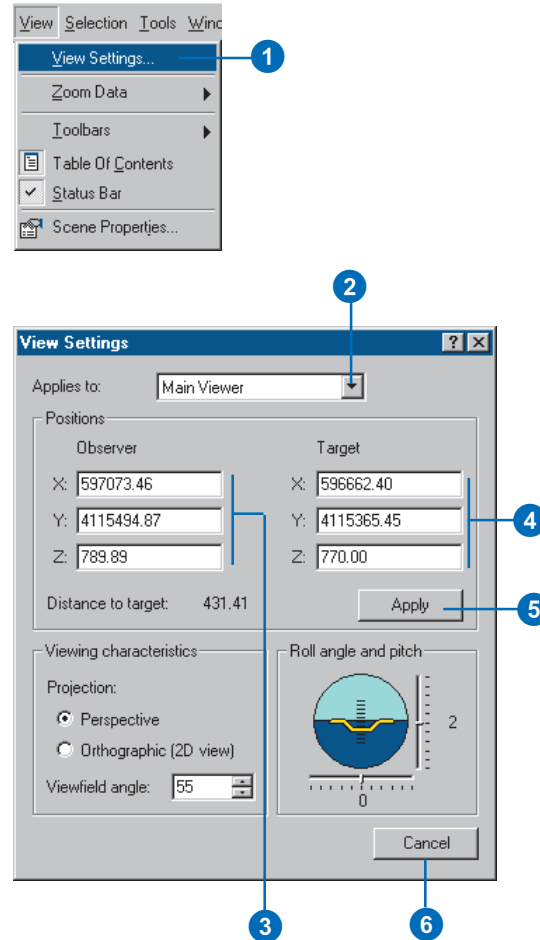 View Selection Tools Winc
View Settings... 1
Zoom Data
Toolbars
Table Of Contents
Status Bar
Scene Properties...
2
View Settings
Applies to: Main Viewer
Positions
Observer Target
X: 597073.46 X: 596662.40
Y: 4115494.87 Y: 4115365.45 4
Z: 789.89 Z: 770.00
Distance to target: 431.41 Apply 5
Viewing characteristics Roll angle and pitch
Projection:
Perspective 2
Orthographic (2D view)
Viewfield angle: 55 0
Cancel
3 6